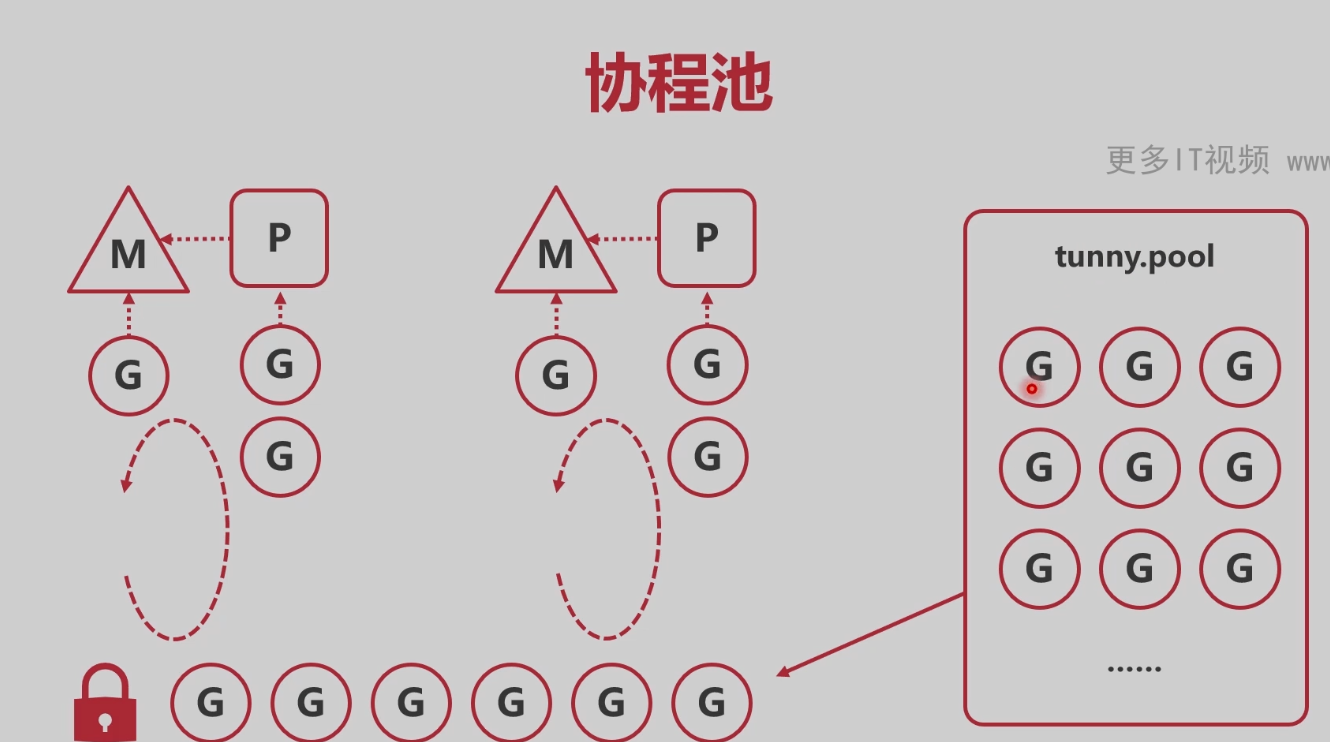 协程池
更多IT视频 www
M P M P
tunny.pool
G G G G
G G G
G G
G G G
G G G
......
G G G G G G